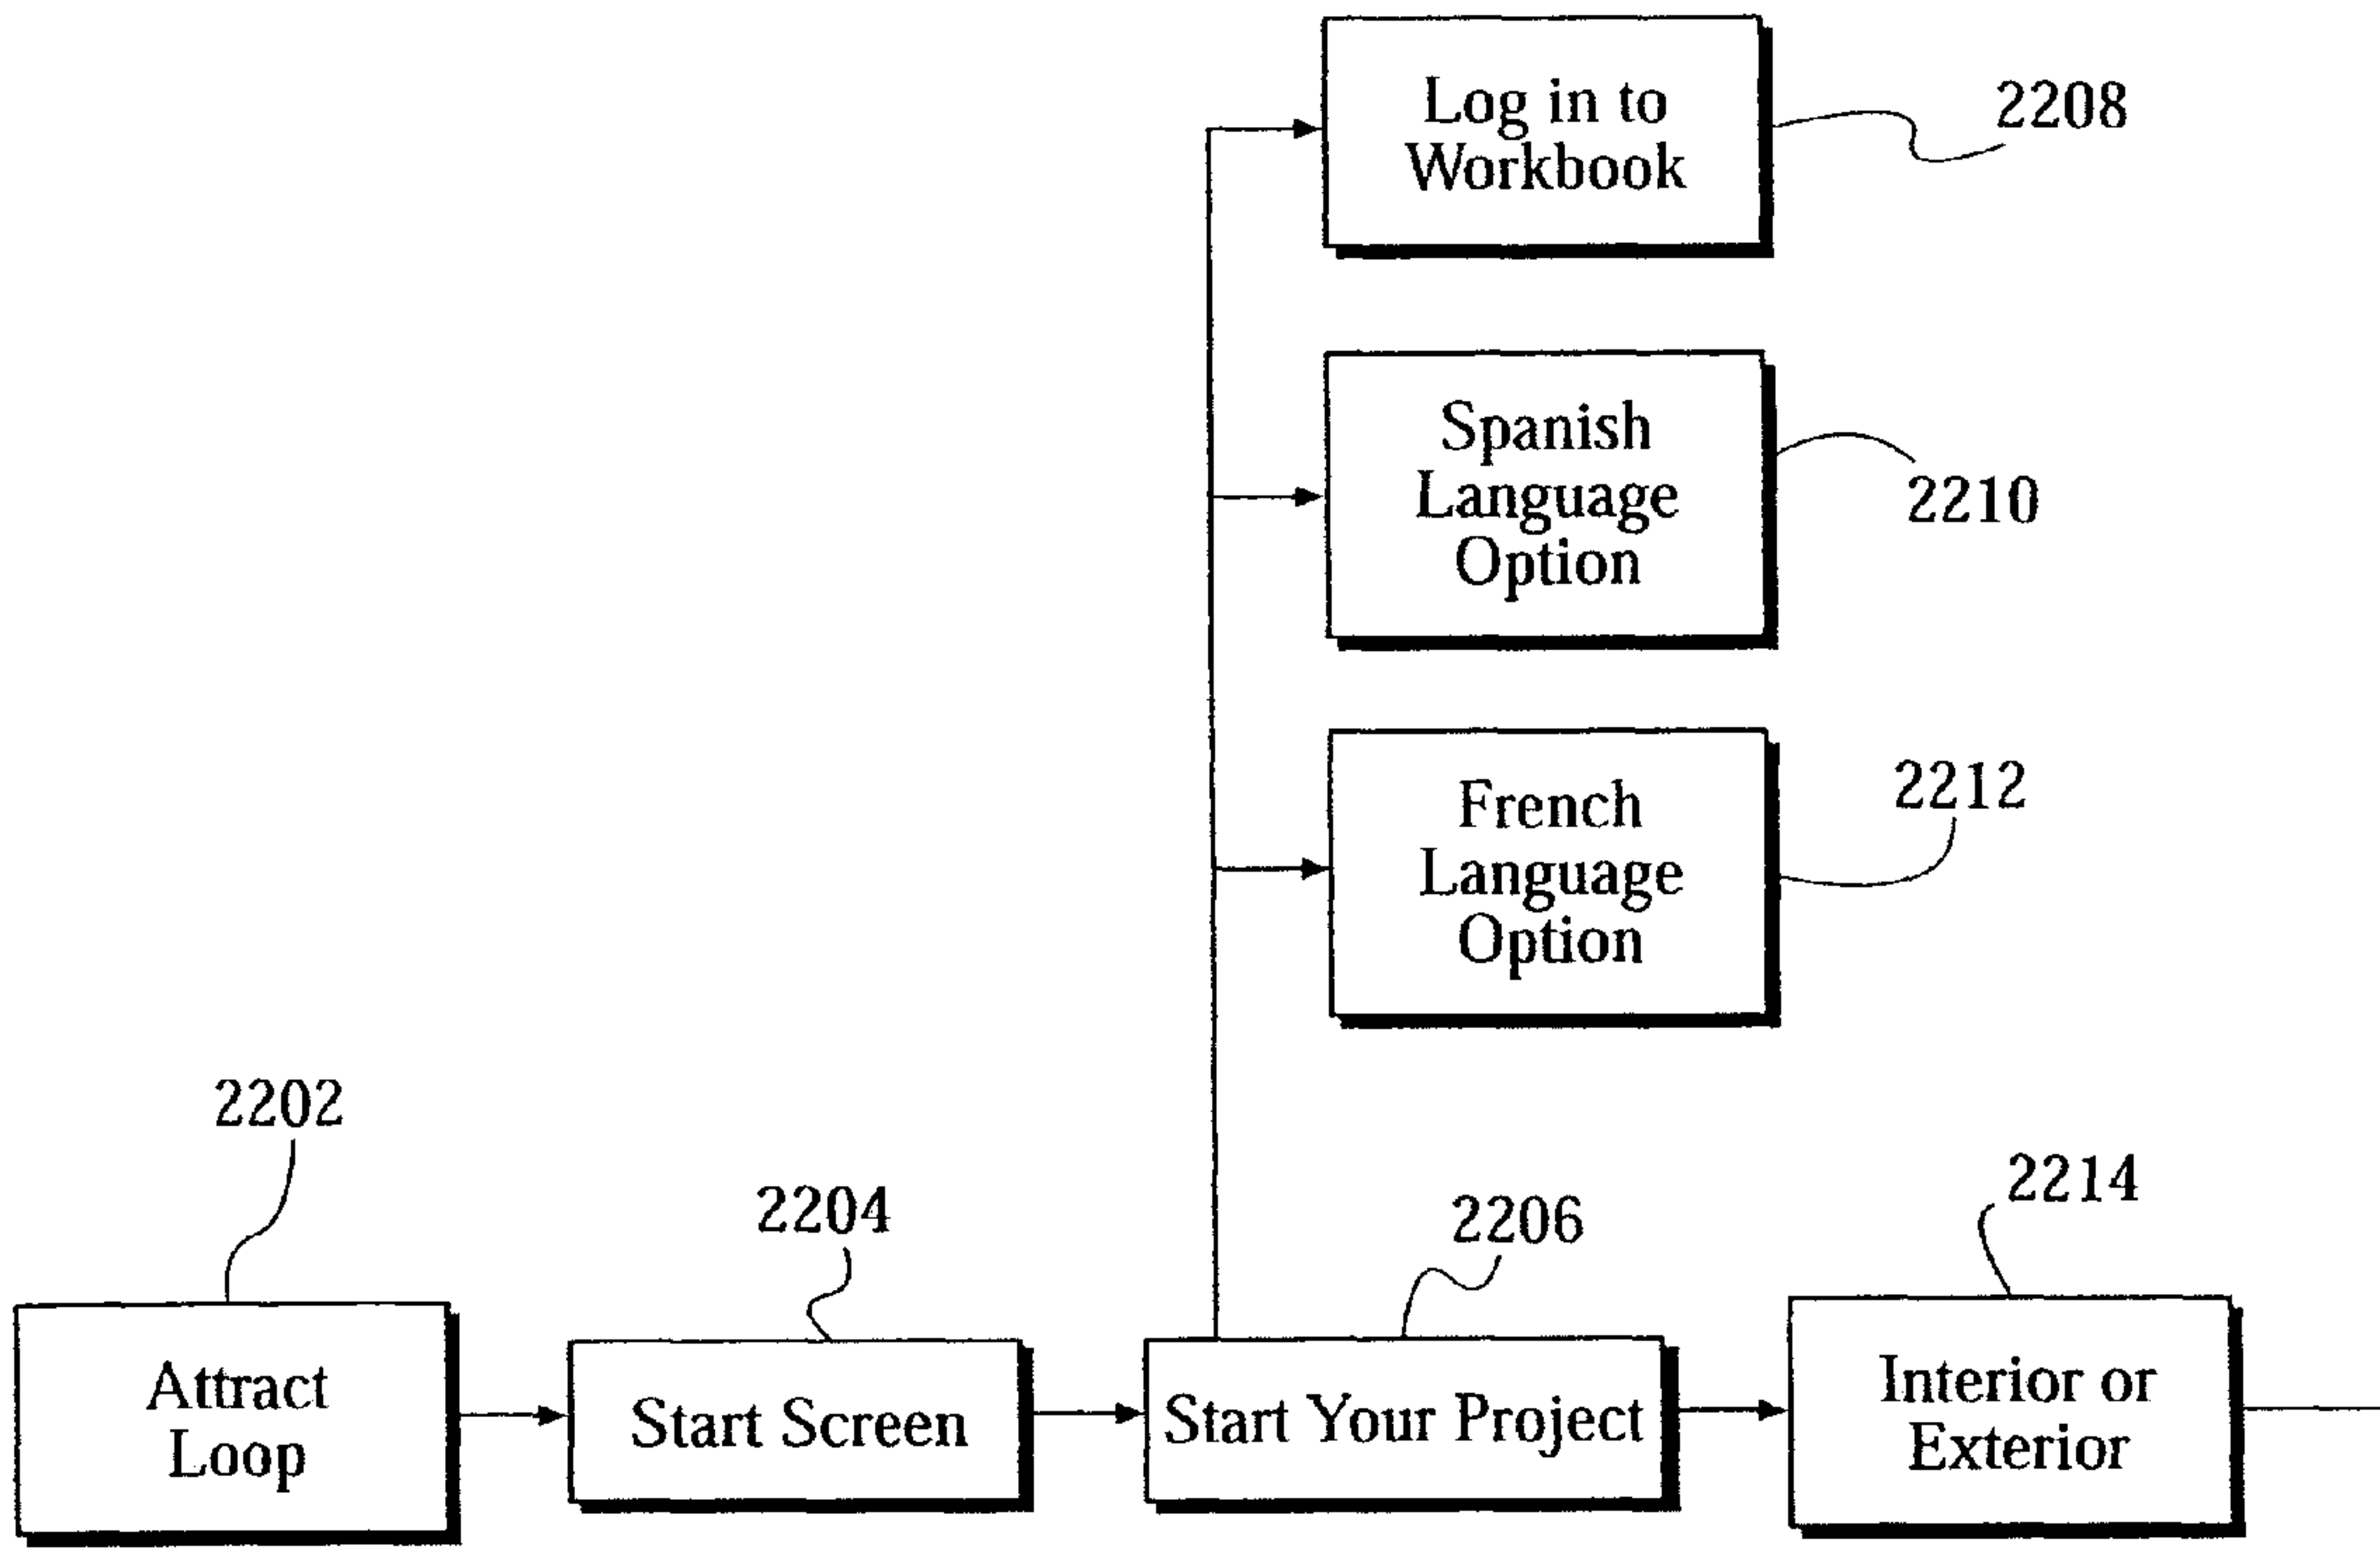 Log in to
Workbook
2208
Spanish
Language
Option
2210
French
Language
Option
2212
2202
Attract
Loop
2204
Start Screen
2206
Start Your Project
2214
Interior or
Exterior